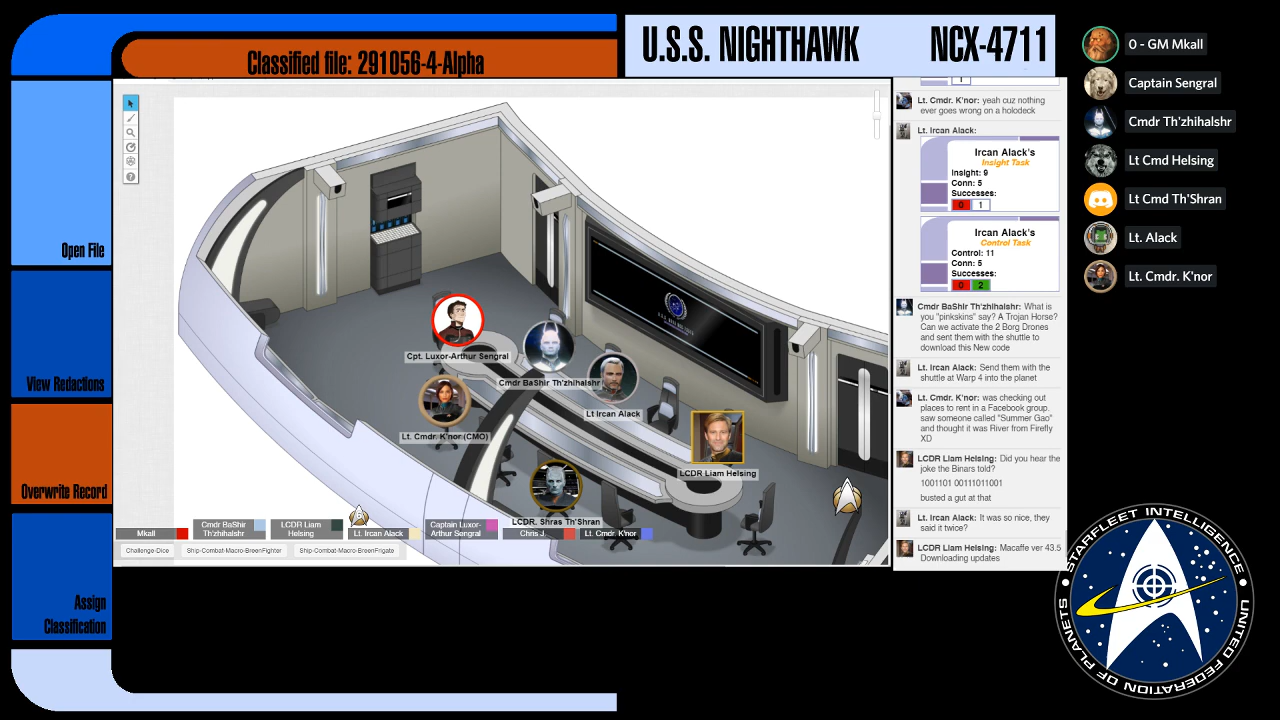 Classified file: 291056-4-Alpha
U.S.S. NIGHTHAWK
NCX-4711
Open File
View Redactions
Overwrite Record
Assign
Classification
Cpt. Luxor-Arthur Sengral
Cmdr BaShir Th'zhihalshr
Lt Ircan Alack
Lt. Cmdr. K'nor (CMO)
LCDR Liam Helsing
LCDR. Shras Th'Shran
Mkall
Cmdr BaShir
Th'zhihalshr
LCDR Liam
Helsing
Lt. Ircan Alack
Captain Luxor-
Arthur Sengral
Chris J.
Lt. Cmdr. K'nor
Challenge-Dice
Ship-Combat-Macro-BreenFighter
Ship-Combat-Macro-BreenFrigate
1
Lt. Cmdr. K'nor: yeah cuz nothing
ever goes wrong on a holodeck
Lt. Ircan Alack:
Ircan Alack's
Insight Task
Insight: 9
Conn: 5
Successes:
0 1
Ircan Alack's
Control Task
Control: 11
Conn: 5
Successes:
0 2
Cmdr BaShir Th'zhihalshr: What is
you "pinkskins" say? A Trojan Horse?
Can we activate the 2 Borg Drones
and sent them with the shuttle to
download this New code
Lt. Ircan Alack: Send them with the
shuttle at Warp 4 into the planet
Lt. Cmdr. K'nor: was checking out
places to rent in a Facebook group.
saw someone called "Summer Gao"
and thought it was River from Firefly
XD
LCDR Liam Helsing: Did you hear the
joke the Binars told?
1001101 00111011001
busted a gut at that
Lt. Ircan Alack: It was so nice, they
said it twice?
LCDR Liam Helsing: Macaffe ver 43.5
Downloading updates
0 - GM Mkall
Captain Sengral
Cmdr Th'zhihalshr
Lt Cmd Helsing
Lt Cmd Th'Shran
Lt. Alack
Lt. Cmdr. K'nor
STARFLEET INTELLIGENCE
UNITED FEDERATION OF PLANETS